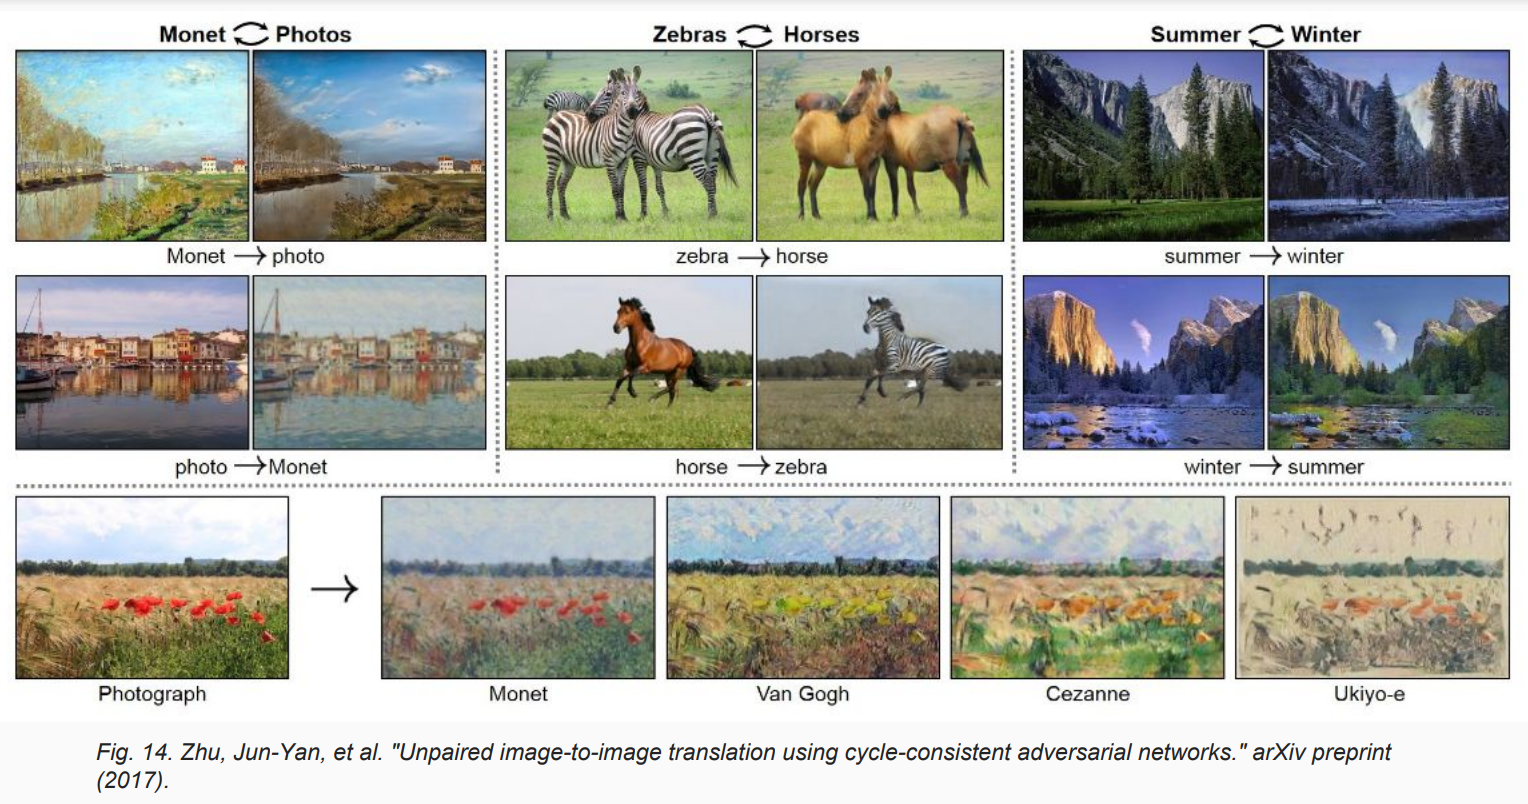 Monet Photos
Zebras Horses
Summer Winter
Monet → photo
zebra → horse
summer → winter
photo → Monet
horse → zebra
winter → summer
Photograph
Monet
Van Gogh
Cezanne
Ukiyo-e
Fig. 14. Zhu, Jun-Yan, et al. "Unpaired image-to-image translation using cycle-consistent adversarial networks." arXiv preprint
(2017).